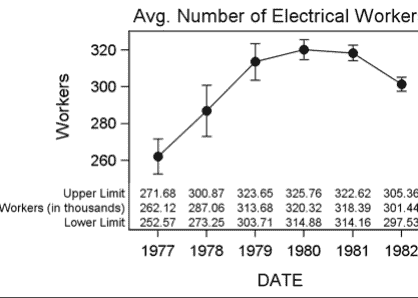 Avg. Number of Electrical Worker
Workers
320
300
280
260
Upper Limit 271.68 300.87 323.65 325.76 322.62 305.36
Workers (in thousands) 262.12 287.06 313.68 320.32 318.39 301.44
Lower Limit 252.57 273.25 303.71 314.88 314.16 297.53
1977 1978 1979 1980 1981 1982
DATE